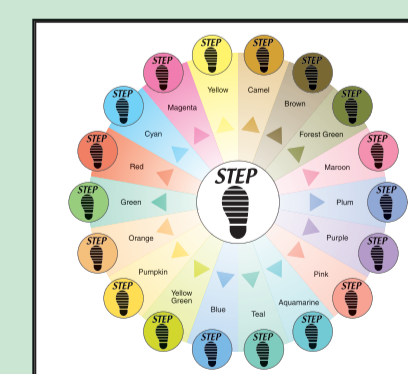 STEP
STEP
STEP
STEP
STEP
STEP
Magenta
Yellow
Camel
Brown
Cyan
Forest Green
STEP
STEP
Red
Maroon
STEP
STEP
STEP
Green
Plum
STEP
STEP
Orange
Purple
STEP
STEP
Pumpkin
Pink
Yellow
Green
Aquamarine
Blue
Teal
STEP
STEP
STEP
STEP